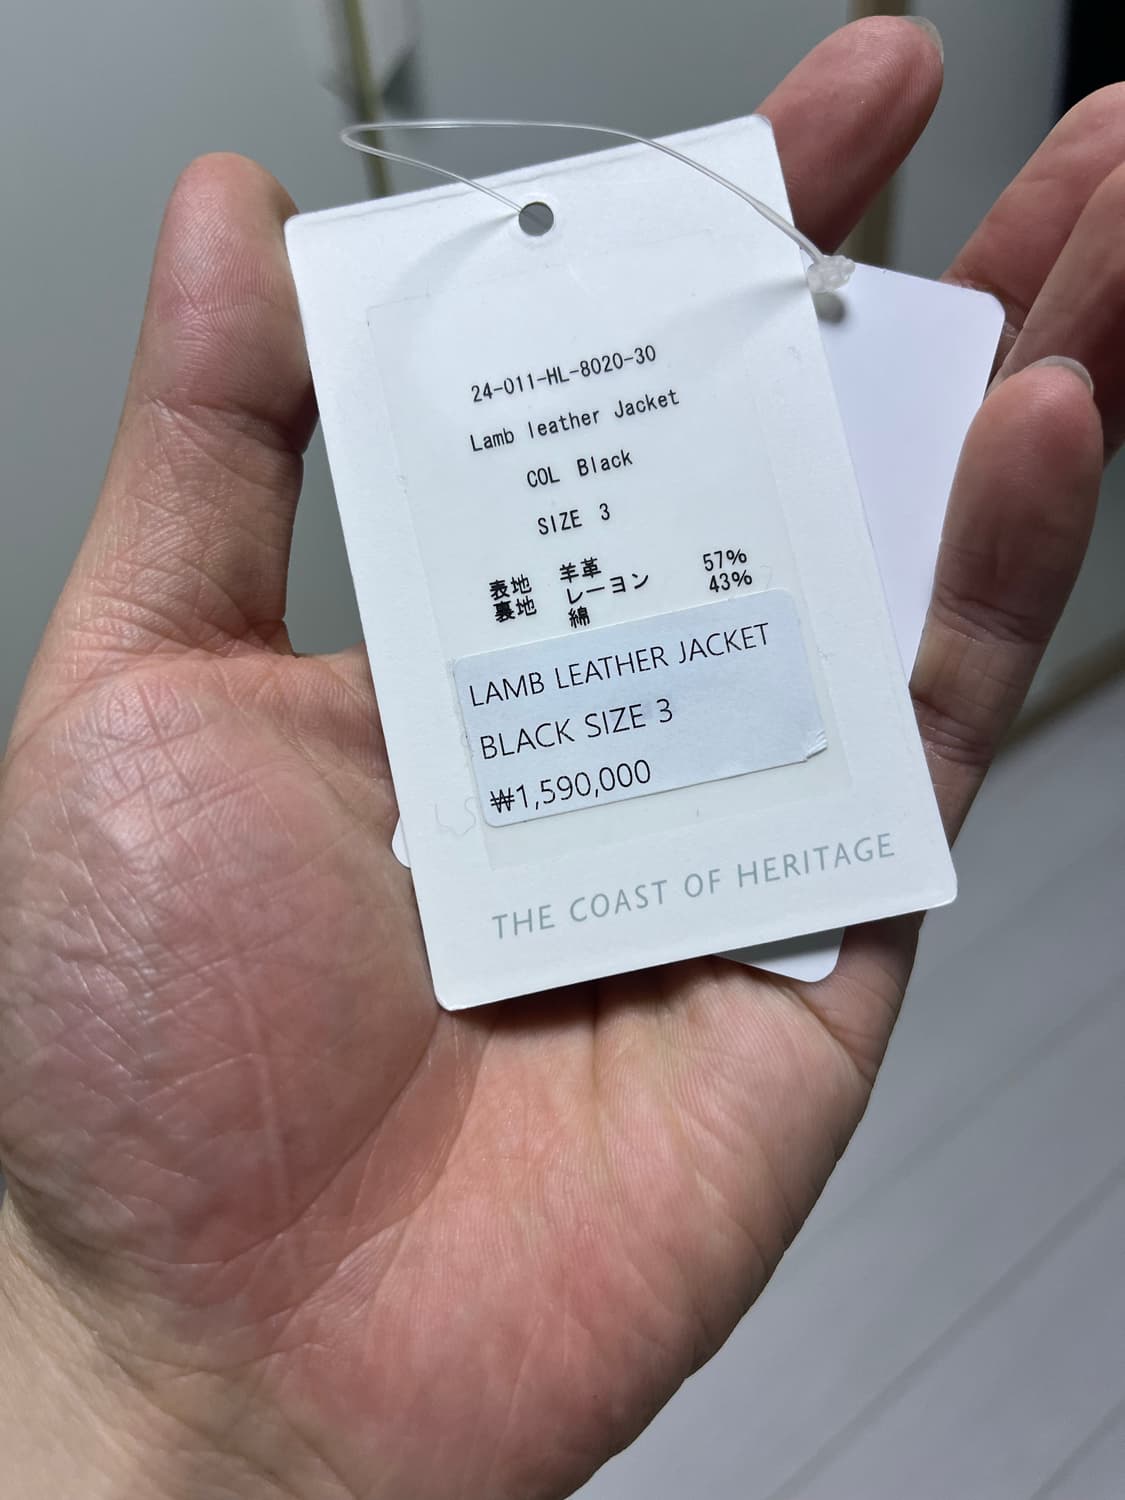 24-011-HL-8020-30
Lamb leather Jacket
COL Black
SIZE 3
表地 羊革
裏地 レーヨン 57%
綿 43%
LAMB LEATHER JACKET
BLACK SIZE 3
₩1,590,000
THE COAST OF HERITAGE